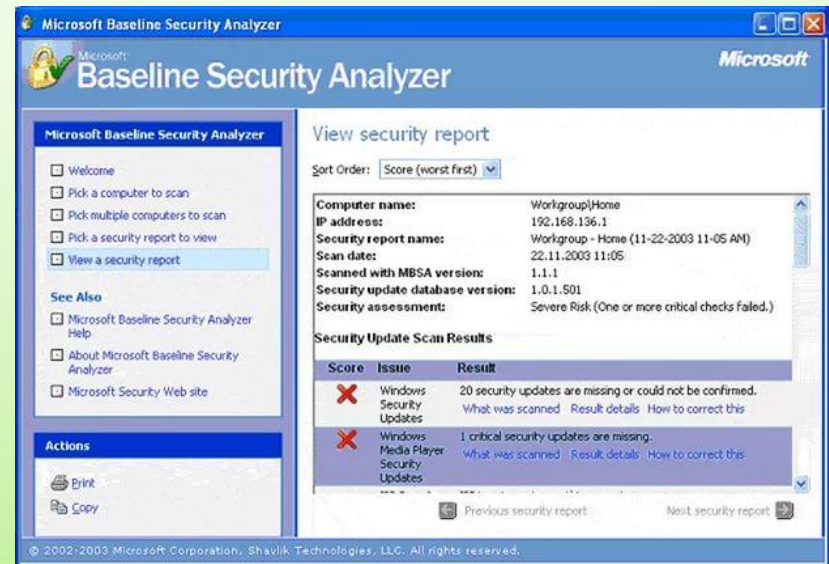 Microsoft Baseline Security Analyzer
Microsoft
Baseline Security Analyzer
Microsoft
Microsoft Baseline Security Analyzer
Welcome
Pick a computer to scan
Pick multiple computers to scan
Pick a security report to view
View a security report
See Also
Microsoft Baseline Security Analyzer
Help
About Microsoft Baseline Security
Analyzer
Microsoft Security Web site
Actions
Print
Copy
View security report
Sort Order: Score (worst first)
Computer name: Workgroup\Home
IP address: 192.168.136.1
Security report name: Workgroup - Home (11-22-2003 11-05 AM)
Scan date: 22.11.2003 11:05
Scanned with MBSA version: 1.1.1
Security update database version: 1.0.1.501
Security assessment: Severe Risk (One or more critical checks failed.)
Security Update Scan Results
Score Issue Result
Windows Security Updates 20 security updates are missing or could not be confirmed.
What was scanned Result details How to correct this
Windows Media Player Security Updates 1 critical security updates are missing.
What was scanned Result details How to correct this
Previous security report Next security report
© 2002-2003 Microsoft Corporation, Shavlik Technologies, LLC. All rights reserved.